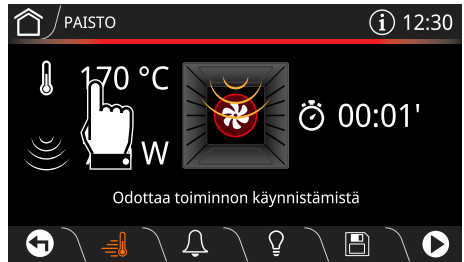 PAISTO
i 12:30
170 °C
00:01'
W
Odottaa toiminnon käynnistämistä